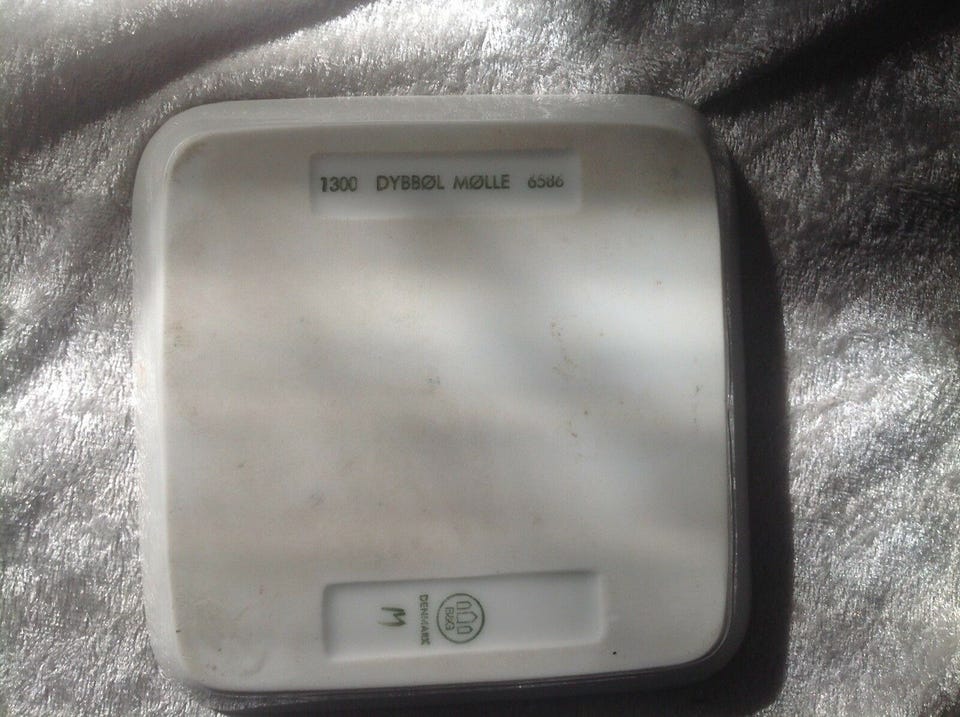 1300 DYBBØL MØLLE 6586
B&G
DENMARK
M